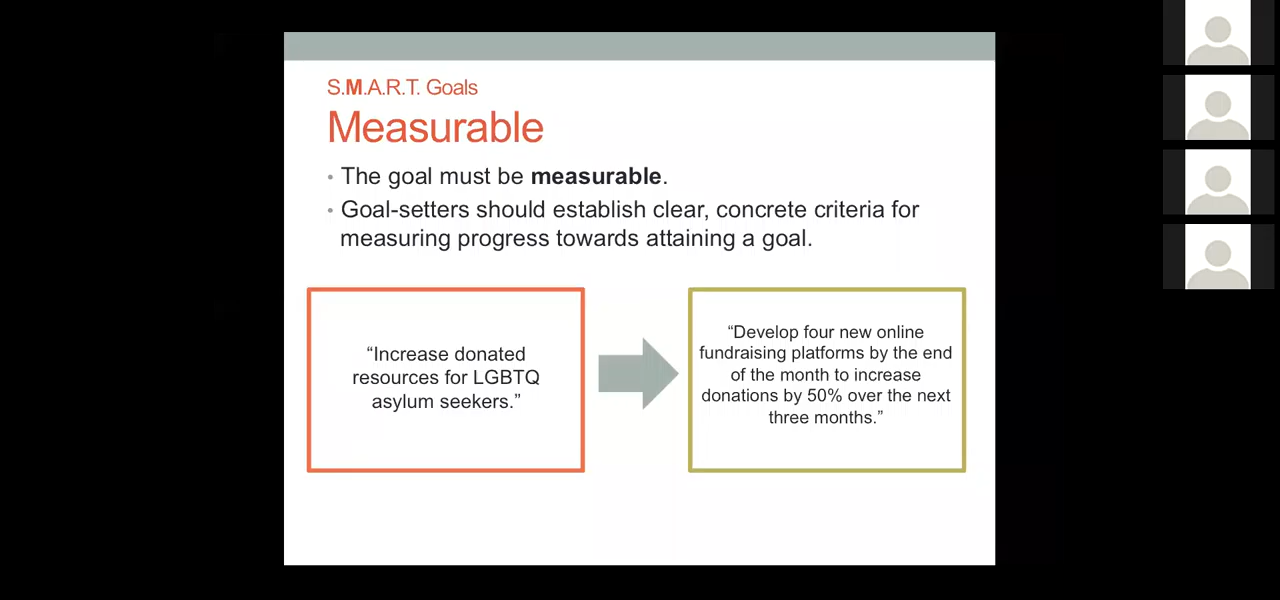 S.M.A.R.T. Goals
Measurable
• The goal must be measurable.
• Goal-setters should establish clear, concrete criteria for
measuring progress towards attaining a goal.
“Increase donated
resources for LGBTQ
asylum seekers.”
“Develop four new online
fundraising platforms by the end
of the month to increase
donations by 50% over the next
three months.”